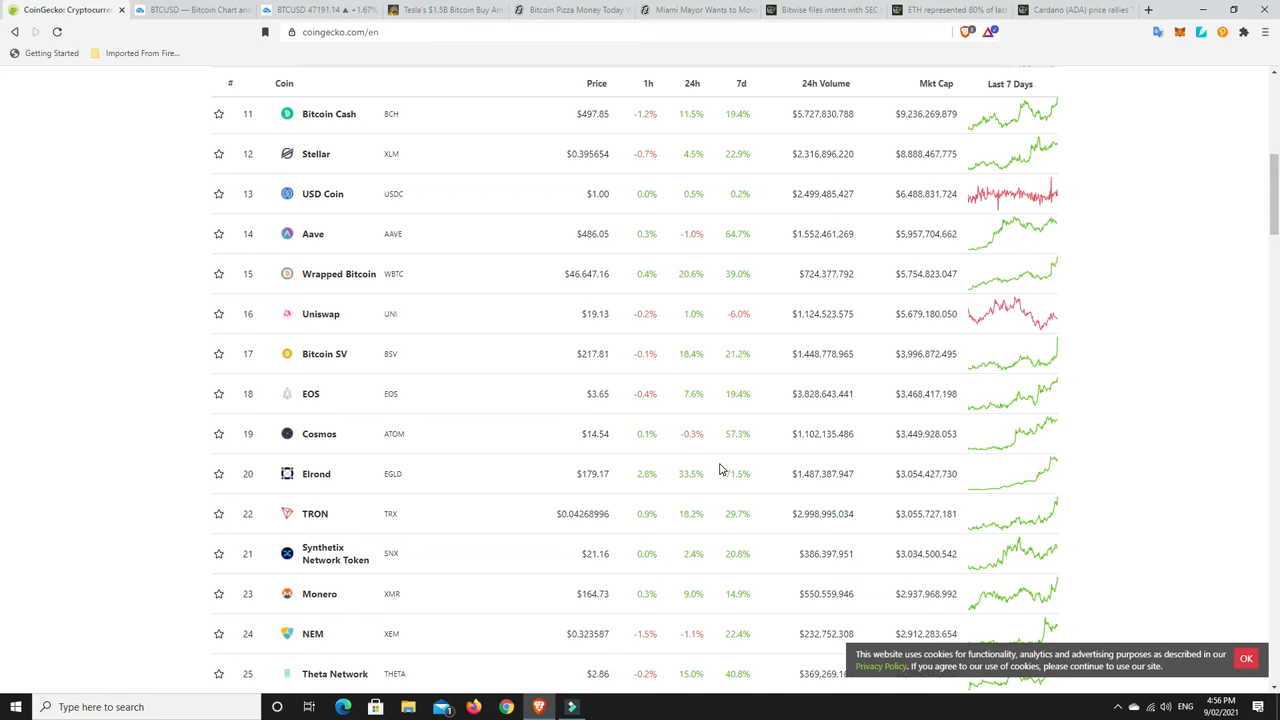 CoinGecko: Cryptocurrenc
BTCUSD — Bitcoin Chart and
BTCUSD 47191.14 ▲ +1.67%
Tesla's $1.5B Bitcoin Buy Am
Bitcoin Pizza Money Today W
Miami Mayor Wants to Move
Bitwise files intent with SEC
ETH represented 80% of last
Cardano (ADA) price rallies
coingecko.com/en
Getting Started
Imported From Fire...
# Coin Price 1h 24h 7d 24h Volume Mkt Cap Last 7 Days
11 Bitcoin Cash BCH $497.85 -1.2% 11.5% 19.4% $5,727,830,788 $9,236,269,879
12 Stellar XLM $0.395654 -0.7% 4.5% 22.9% $2,316,896,220 $8,888,467,775
13 USD Coin USDC $1.00 0.0% 0.5% 0.2% $2,499,485,427 $6,488,831,724
14 Aave AAVE $486.05 0.3% -1.0% 64.7% $1,552,461,269 $5,957,704,662
15 Wrapped Bitcoin WBTC $46,647.16 0.4% 20.6% 39.0% $724,377,792 $5,754,823,047
16 Uniswap UNI $19.13 -0.2% 1.0% -6.0% $1,124,523,575 $5,679,180,050
17 Bitcoin SV BSV $217.81 -0.1% 18.4% 21.2% $1,448,778,965 $3,996,872,495
18 EOS EOS $3.65 -0.4% 7.6% 19.4% $3,828,643,441 $3,468,417,198
19 Cosmos ATOM $14.54 0.1% -0.3% 57.3% $1,102,135,486 $3,449,928,053
20 Elrond EGLD $179.17 2.8% 33.5% 71.5% $1,487,387,947 $3,054,427,730
22 TRON TRX $0.04268996 0.9% 18.2% 29.7% $2,998,995,034 $3,055,727,181
21 Synthetix Network Token SNX $21.16 0.0% 2.4% 20.8% $386,397,951 $3,034,500,542
23 Monero XMR $164.73 0.3% 9.0% 14.9% $550,559,946 $2,937,968,992
24 NEM XEM $0.323587 -1.5% -1.1% 22.4% $232,752,308 $2,912,283,654
25 Theta Network THETA $2.86 -0.2% 15.0% 40.8%
This website uses cookies for functionality, analytics and advertising purposes as described in our
Privacy Policy. If you agree to our use of cookies, please continue to use our site.
OK
Type here to search
ENG
4:56 PM
9/02/2021